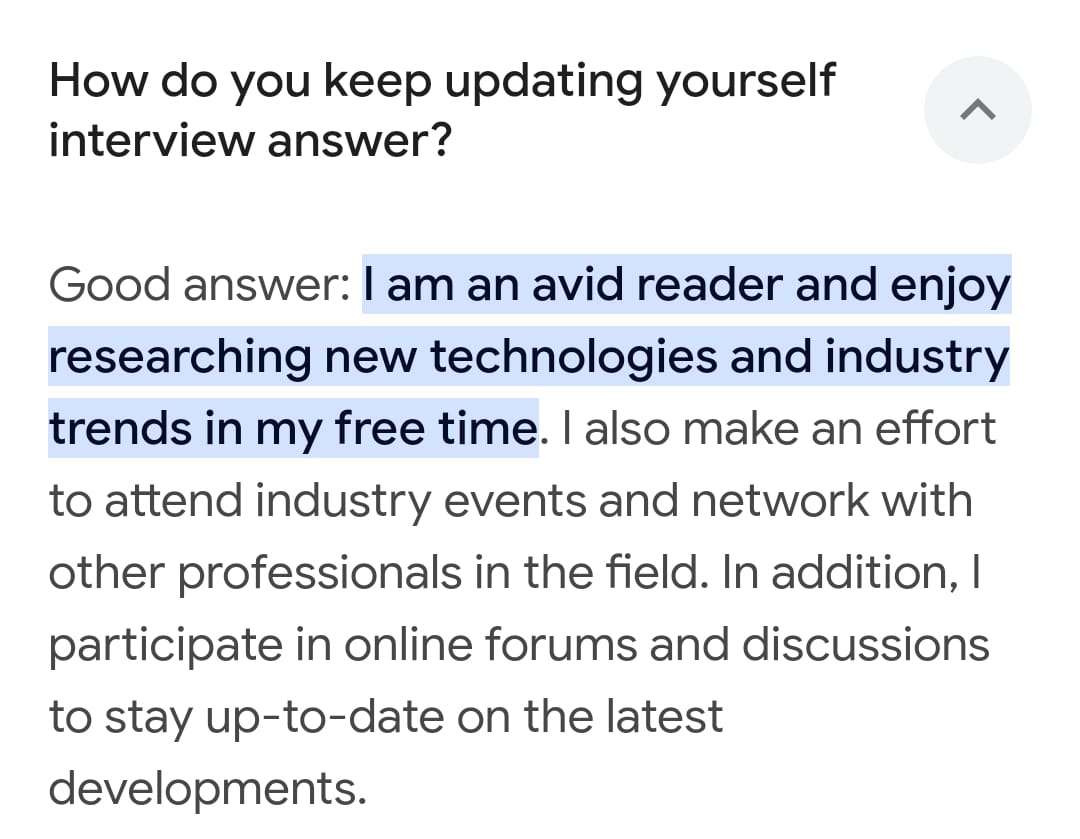 How do you keep updating yourself
interview answer?
Good answer: I am an avid reader and enjoy
researching new technologies and industry
trends in my free time. I also make an effort
to attend industry events and network with
other professionals in the field. In addition, I
participate in online forums and discussions
to stay up-to-date on the latest
developments.